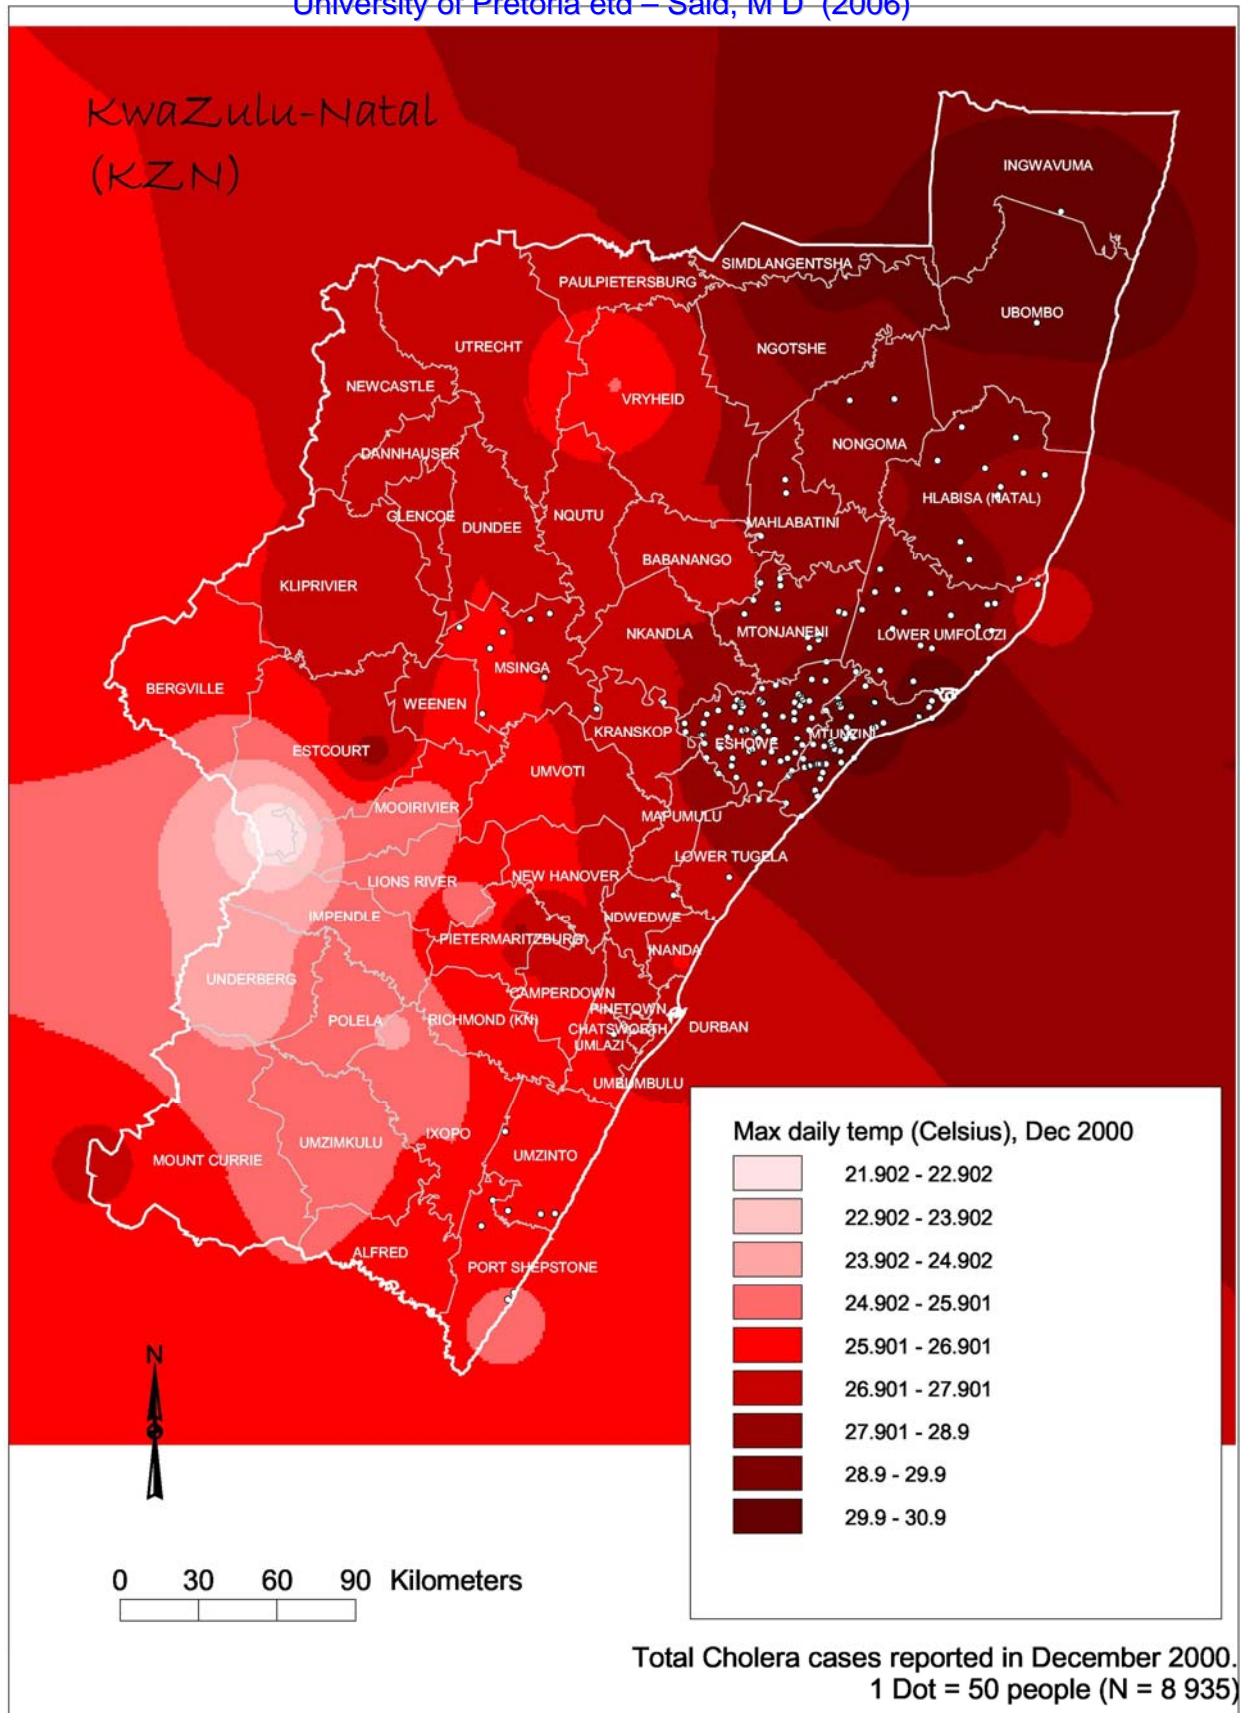 University of Pretoria etd – Said, M D (2006)
KwaZulu-Natal
(KZN)
INGWAVUMA
SIMDLANGENTSHA
PAULPIETERSBURG
UBOMBO
UTRECHT
NGOTSHE
NEWCASTLE
VRYHEID
NONGOMA
DANNHAUSER
HLABISA (NATAL)
GLENCOE
DUNDEE
NQUTU
MAHLABATINI
BABANANGO
KLIPRIVIER
NKANDLA
MTONJANENI
LOWER UMFOLOZI
MSINGA
BERGVILLE
WEENEN
KRANSKOP
ESHOWE
MTUNZINI
ESTCOURT
UMVOTI
MOOIRIVIER
MAPUMULU
LOWER TUGELA
LIONS RIVER
NEW HANOVER
IMPENDLE
NDWEDWE
PIETERMARITZBURG
INANDA
UNDERBERG
CAMPERDOWN
PINETOWN
POLELA
RICHMOND (KN)
CHATSWORTH
DURBAN
UMLAZI
UMBUMBULU
IXOPO
UMZIMKULU
UMZINTO
MOUNT CURRIE
ALFRED
PORT SHEPSTONE
Max daily temp (Celsius), Dec 2000
21.902 - 22.902
22.902 - 23.902
23.902 - 24.902
24.902 - 25.901
25.901 - 26.901
26.901 - 27.901
27.901 - 28.9
28.9 - 29.9
29.9 - 30.9
N
0 30 60 90 Kilometers
Total Cholera cases reported in December 2000.
1 Dot = 50 people (N = 8 935)